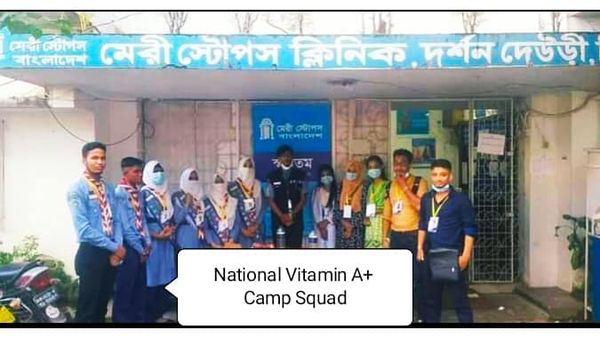 মেরী স্টোপস
বাংলাদেশ
মেরী স্টোপস ক্লিনিক, দর্শন দেউড়ী,
মেরী স্টোপস
বাংলাদেশ
National Vitamin A+
Camp Squad